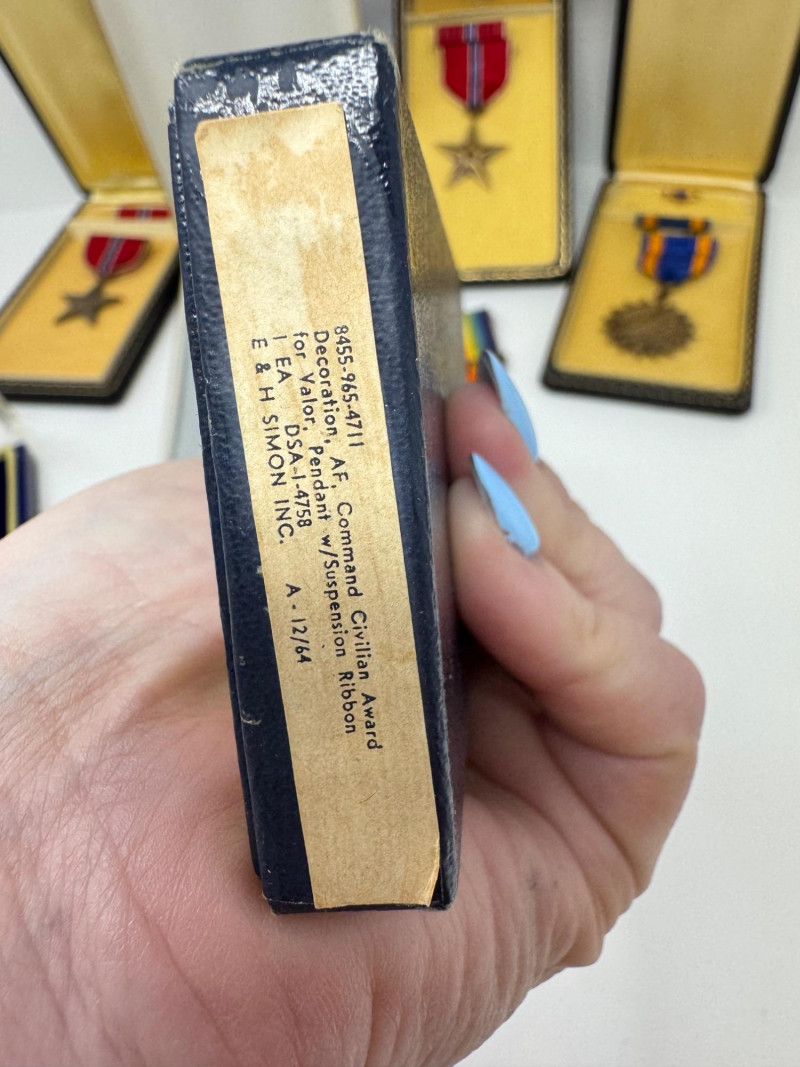 8455-965-4711
Decoration, AF, Command Civilian Award
for Valor, Pendant w/Suspension Ribbon
1 EA DSA-1-4758 A - 12/64
E & H SIMON INC.